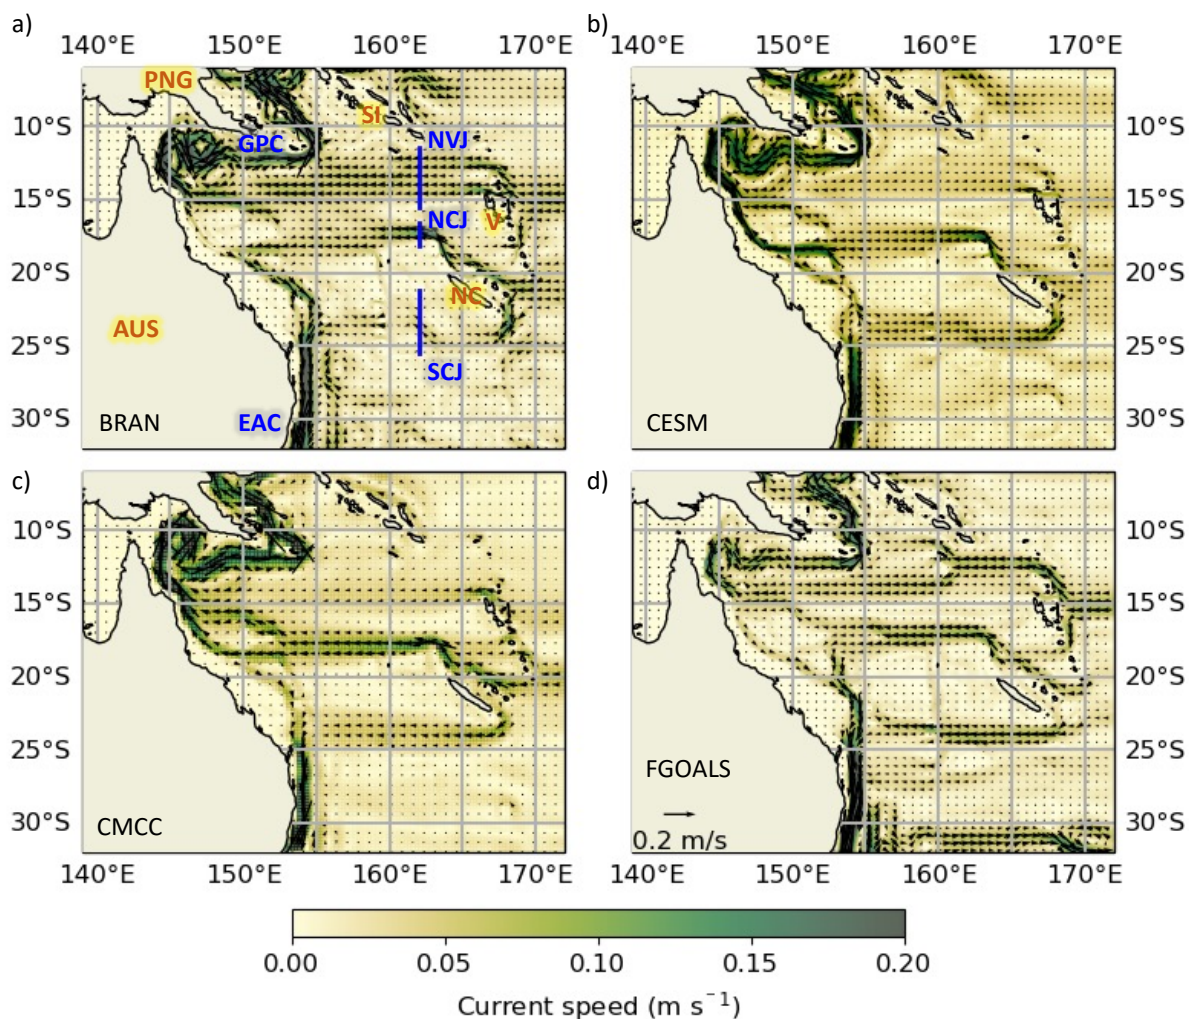 a)
b)
140°E 150°E 160°E 170°E
140°E 150°E 160°E 170°E
PNG
SI
10°S
GPC
NVJ
10°S
15°S
NCJ
V
15°S
20°S
NC
20°S
AUS
25°S
SCJ
25°S
30°S
BRAN
EAC
CESM
30°S
c)
d)
10°S
10°S
15°S
15°S
20°S
20°S
25°S
25°S
FGOALS
30°S
CMCC
0.2 m/s
30°S
140°E 150°E 160°E 170°E
140°E 150°E 160°E 170°E
0.00 0.05 0.10 0.15 0.20
Current speed (m s⁻¹)